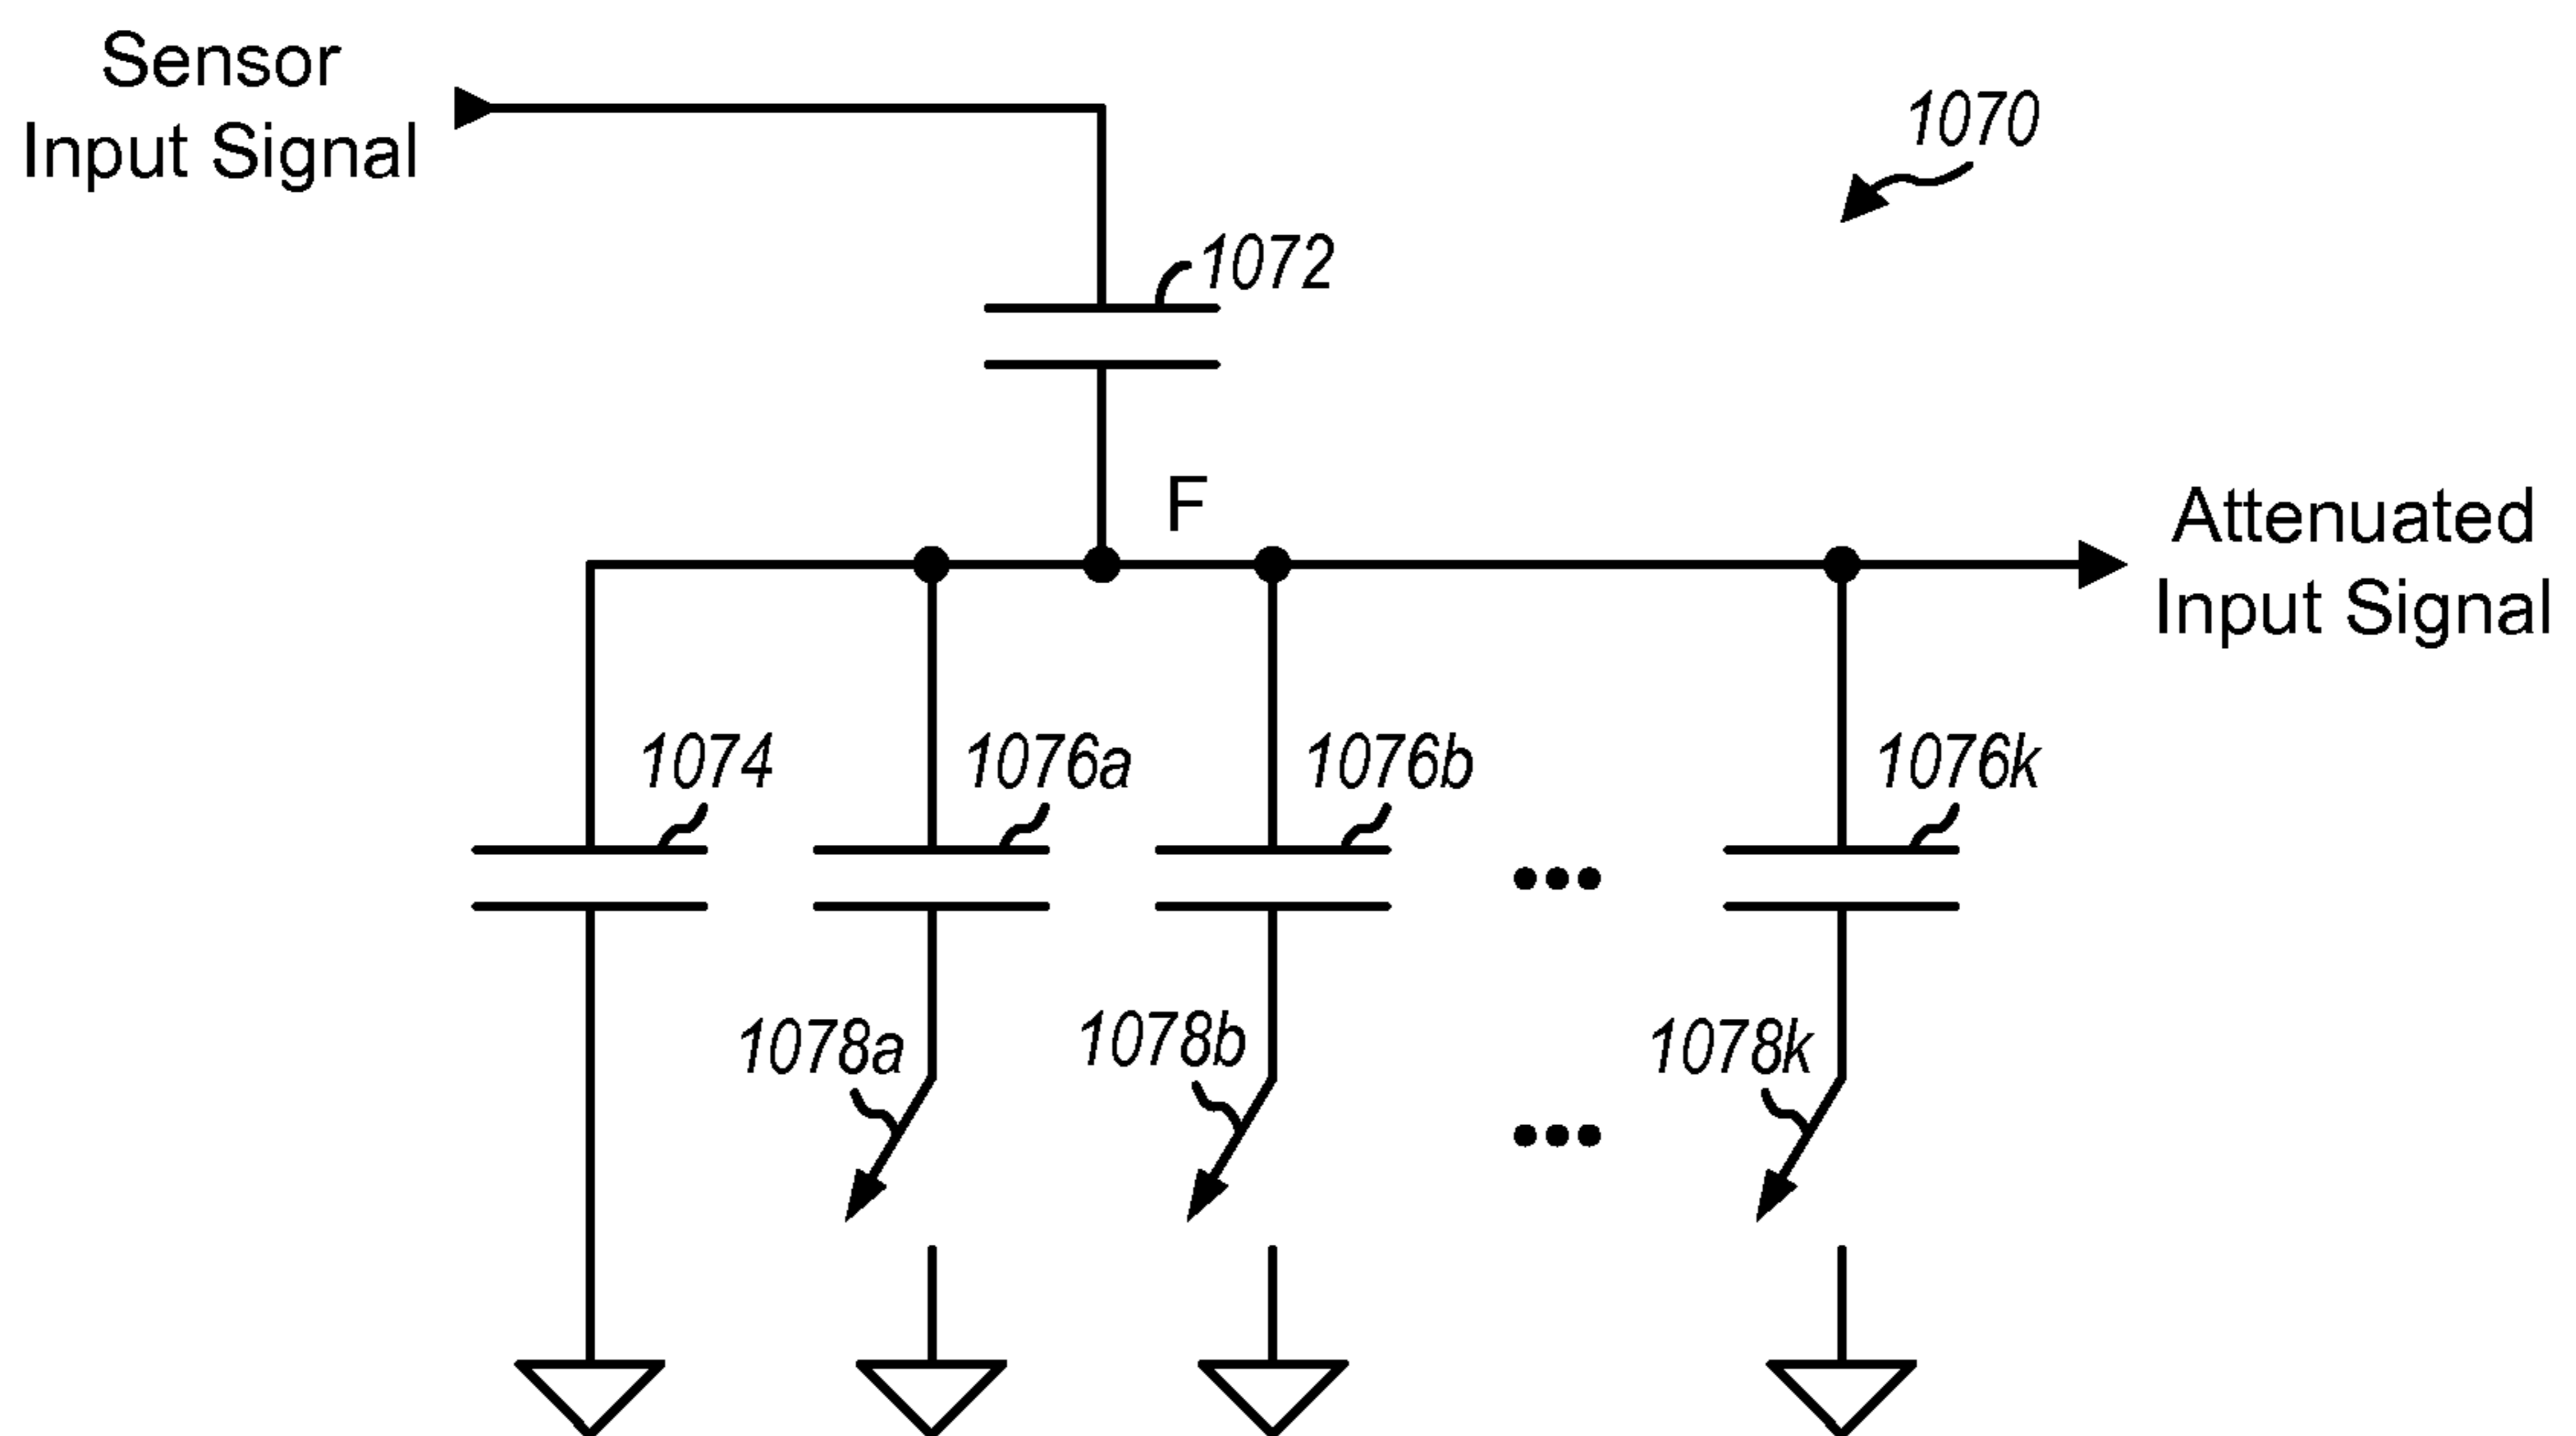 Sensor
Input Signal
1070
1072
F
Attenuated
Input Signal
1074
1076a
1076b
1076k
1078a
1078b
1078k